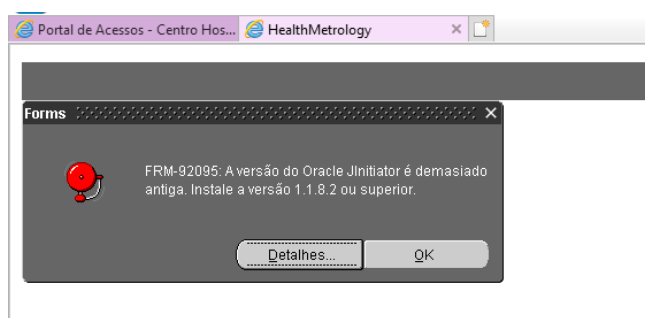 Portal de Acessos - Centro Hos...
HealthMetrology
Forms
FRM-92095: A versão do Oracle JInitiator é demasiado
antiga. Instale a versão 1.1.8.2 ou superior.
Detalhes...
OK